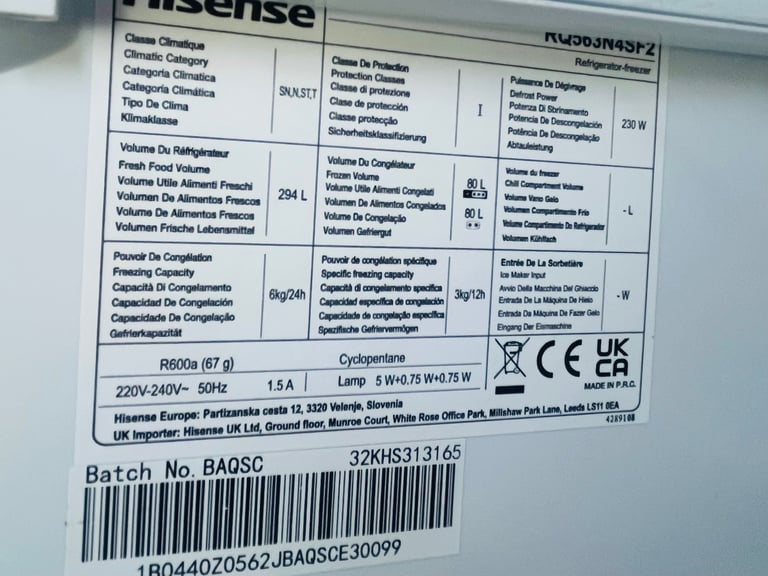 Hisense
RQ563N4SF2
Refrigerator-freezer
Classe Climatique
Climatic Category
Categoria Climatica
Categoría Climática
Tipo De Clima
Klimaklasse
SN,N,ST,T
Classe De Protection
Protection Classes
Classe di protezione
Clase de protección
Classe protecção
Sicherheitsklassifizierung
I
Puissance De Dégivrage
Defrost Power
Potenza Di Sbrinamento
Potencia De Descongelación
Potência De Descongelação
Abtauleistung
230 W
Volume Du Réfrigérateur
Fresh Food Volume
Volume Utile Alimenti Freschi
Volumen De Alimentos Frescos
Volume De Alimentos Frescos
Volumen Frische Lebensmittel
294 L
Volume Du Congélateur
Frozen Volume
Volume Utile Alimenti Congelati
Volumen De Alimentos Congelados
Volume De Congelação
Volumen Gefriergut
80 L
80 L
Volume du freezer
Chill Compartment Volume
Volume Vano Gelo
Volumen Compartimento Frio
Volume Compartimento Do Refrigerador
Volumen Kühlfach
- L
Pouvoir De Congélation
Freezing Capacity
Capacità Di Congelamento
Capacidad De Congelación
Capacidade De Congelação
Gefrierkapazität
6kg/24h
Pouvoir de congélation spécifique
Specific freezing capacity
Capacità di congelamento specifica
Capacidad específica de congelación
Capacidade de congelação específica
Spezifische Gefriervermögen
3kg/12h
Entrée De La Sorbetière
Ice Maker Input
Avvio Della Macchina Del Ghiaccio
Entrada De La Máquina De Hielo
Entrada Da Máquina De Fazer Gelo
Eingang Der Eismaschine
- W
R600a (67 g)
Cyclopentane
220V-240V~ 50Hz
1.5 A
Lamp 5 W+0.75 W+0.75 W
CE
UK
CA
MADE IN P.R.C.
Hisense Europe: Partizanska cesta 12, 3320 Velenje, Slovenia
UK Importer: Hisense UK Ltd, Ground floor, Munroe Court, White Rose Office Park, Millshaw Park Lane, Leeds LS11 0EA
Batch No. BAQSC
32KHS313165
1B0440Z0562JBAQSCE30099